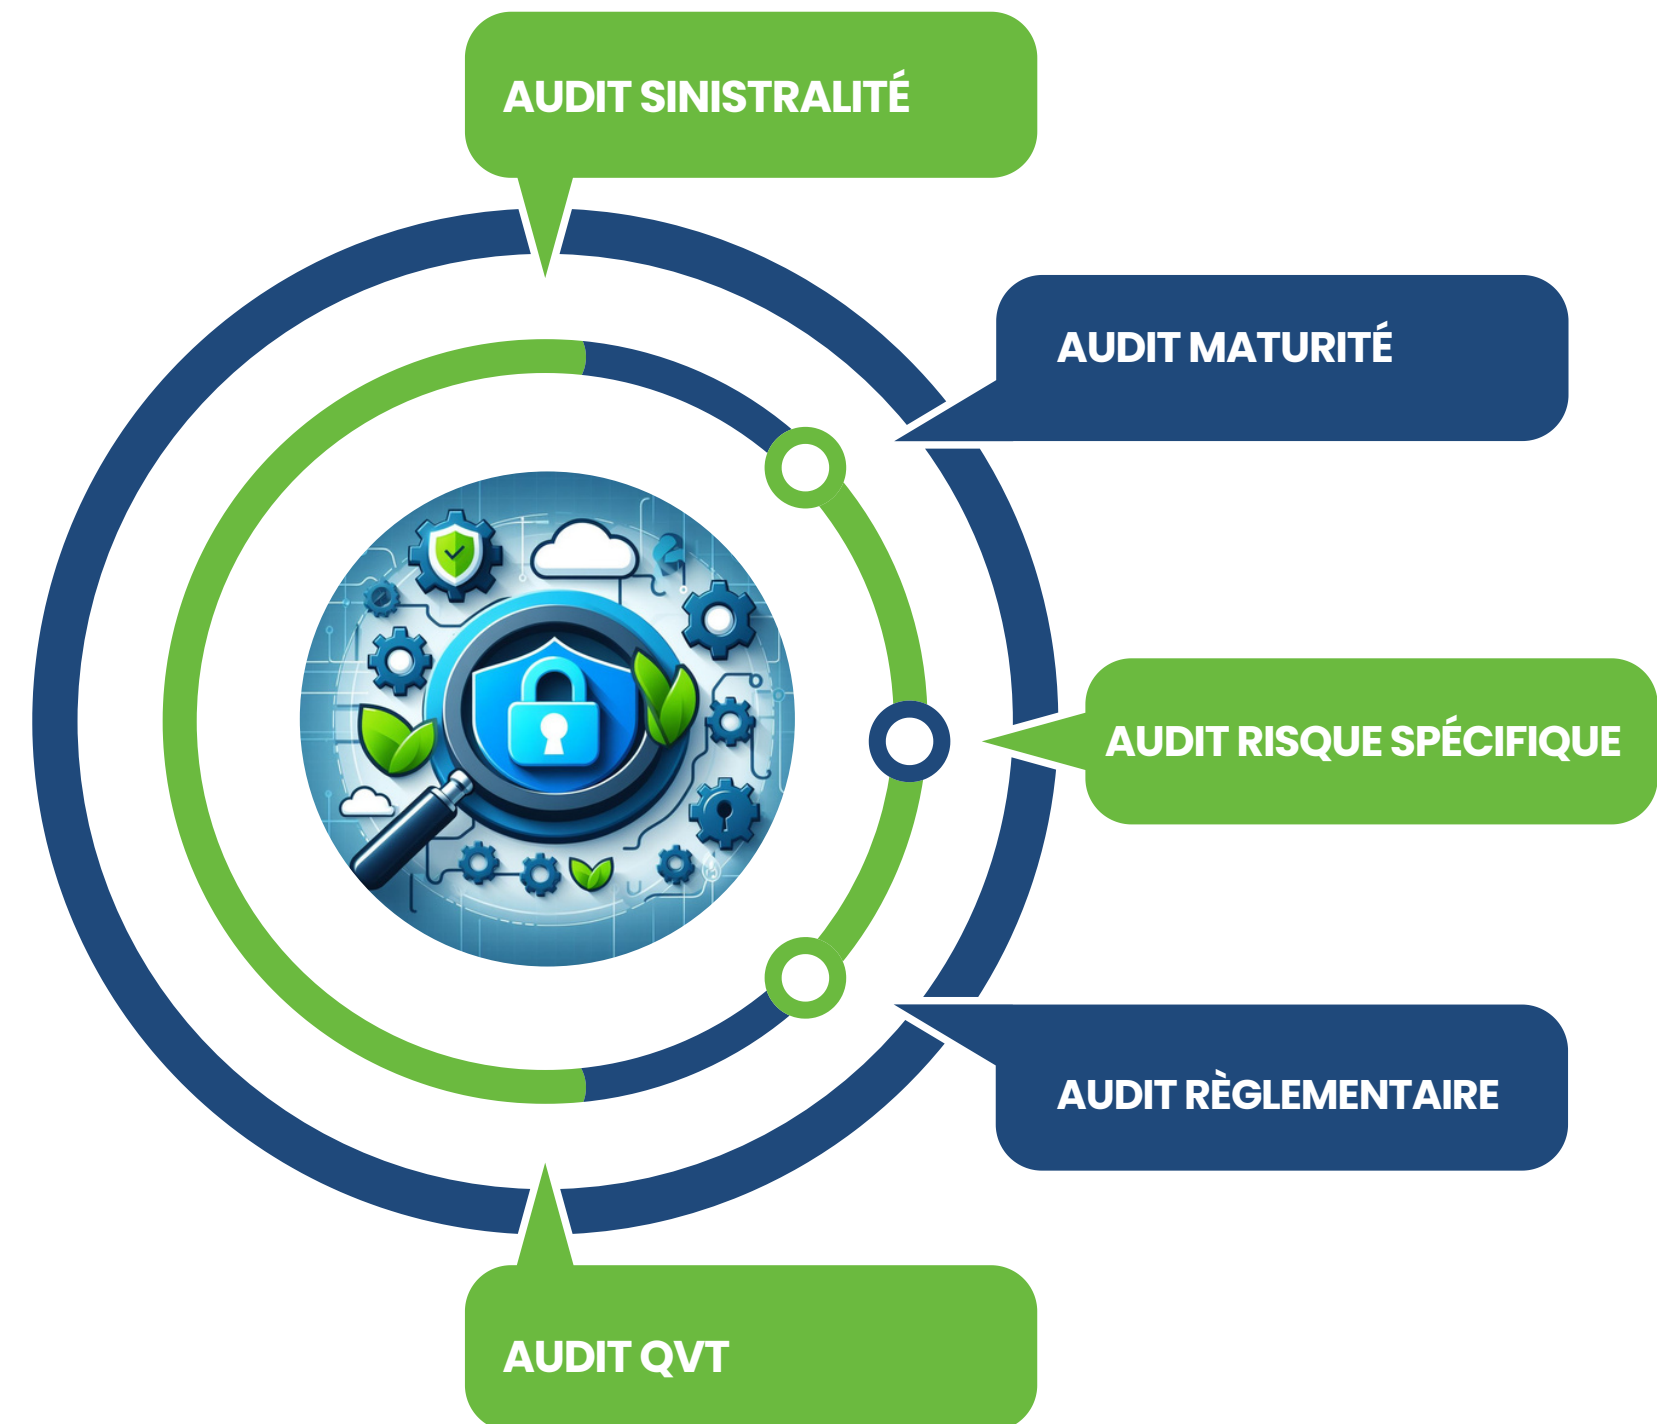 AUDIT SINISTRALITÉ
AUDIT MATURITÉ
AUDIT RISQUE SPÉCIFIQUE
AUDIT RÈGLEMENTAIRE
AUDIT QVT